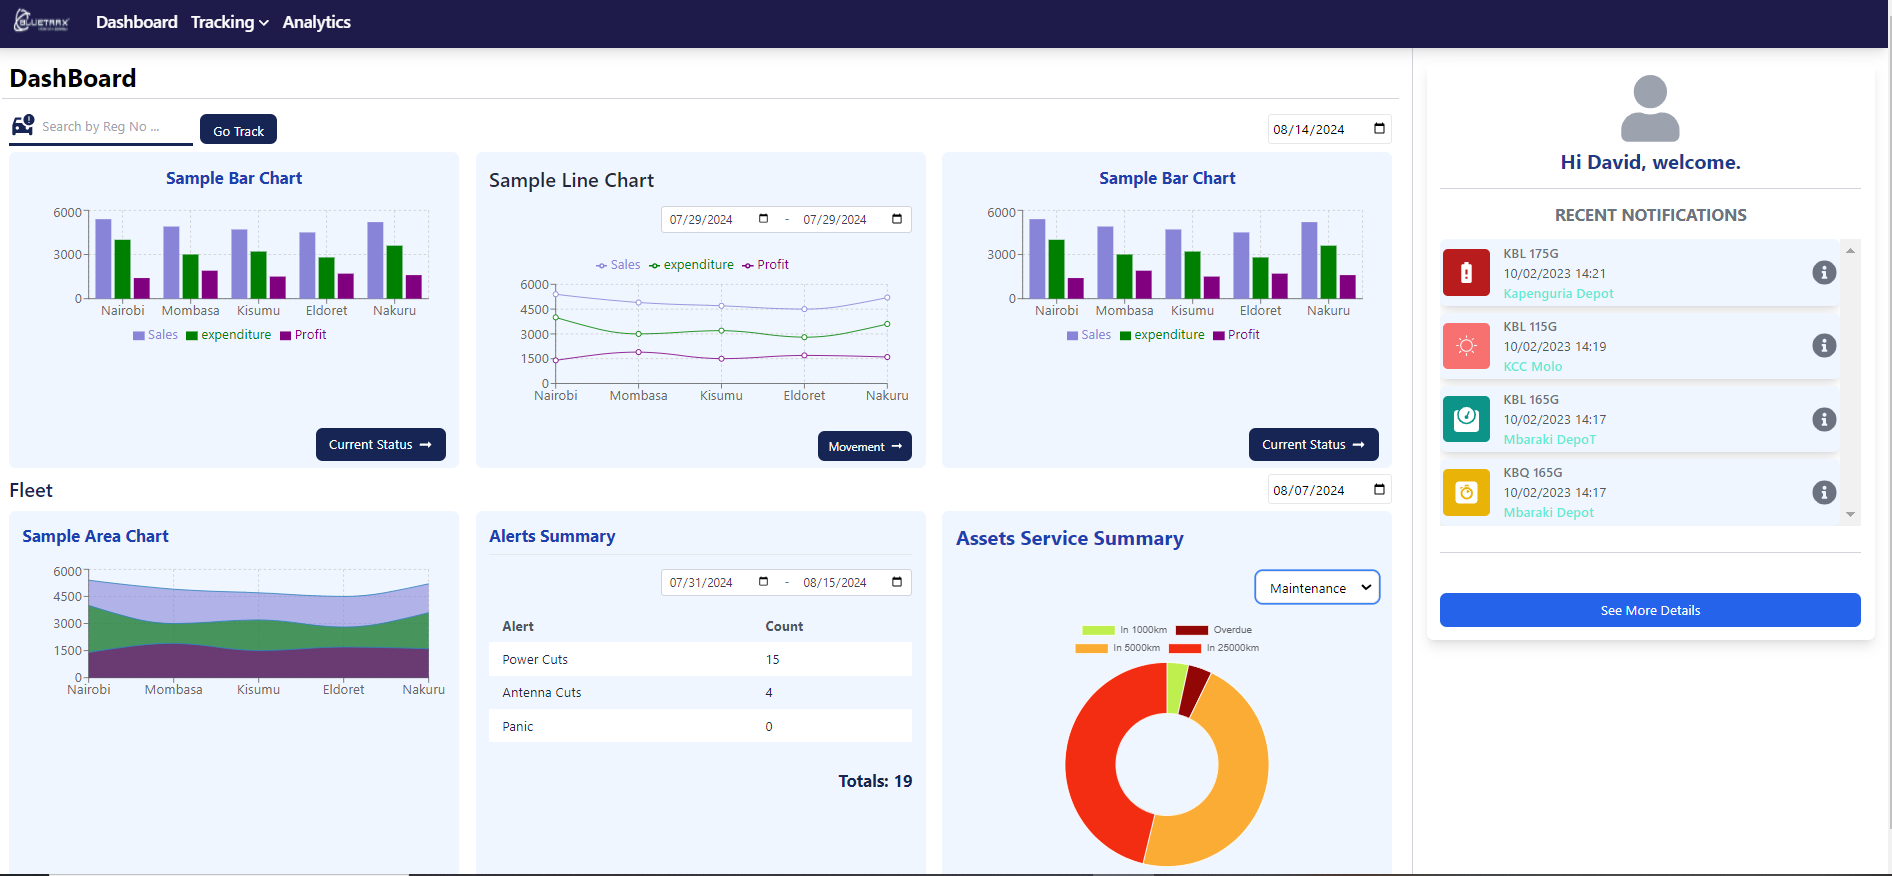 BLUETRAX
Dashboard Tracking Analytics
DashBoard
Search by Reg No ...
Go Track
08/14/2024
Sample Bar Chart
6000
3000
0
Nairobi Mombasa Kisumu Eldoret Nakuru
Sales expenditure Profit
Current Status →
Sample Line Chart
07/29/2024 - 07/29/2024
Sales expenditure Profit
6000
4500
3000
1500
0
Nairobi Mombasa Kisumu Eldoret Nakuru
Movement →
Sample Bar Chart
6000
3000
0
Nairobi Mombasa Kisumu Eldoret Nakuru
Sales expenditure Profit
Current Status →
Fleet
08/07/2024
Sample Area Chart
6000
4500
3000
1500
0
Nairobi Mombasa Kisumu Eldoret Nakuru
Alerts Summary
07/31/2024 - 08/15/2024
Alert Count
Power Cuts 15
Antenna Cuts 4
Panic 0
Totals: 19
Assets Service Summary
Maintenance
In 1000km Overdue
In 5000km In 25000km
Hi David, welcome.
RECENT NOTIFICATIONS
KBL 175G
10/02/2023 14:21
Kapenguria Depot
KBL 115G
10/02/2023 14:19
KCC Molo
KBL 165G
10/02/2023 14:17
Mbaraki DepoT
KBQ 165G
10/02/2023 14:17
Mbaraki Depot
See More Details